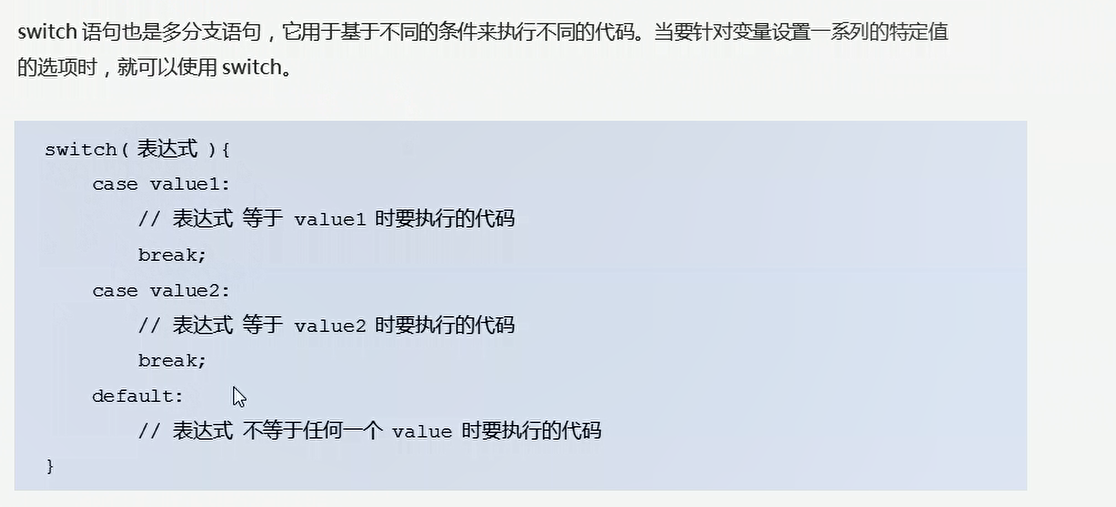 switch 语句也是多分支语句，它用于基于不同的条件来执行不同的代码。当要针对变量设置一系列的特定值
的选项时，就可以使用 switch。
switch( 表达式 ){
    case value1:
        // 表达式 等于 value1 时要执行的代码
        break;
    case value2:
        // 表达式 等于 value2 时要执行的代码
        break;
    default:
        // 表达式 不等于任何一个 value 时要执行的代码
}